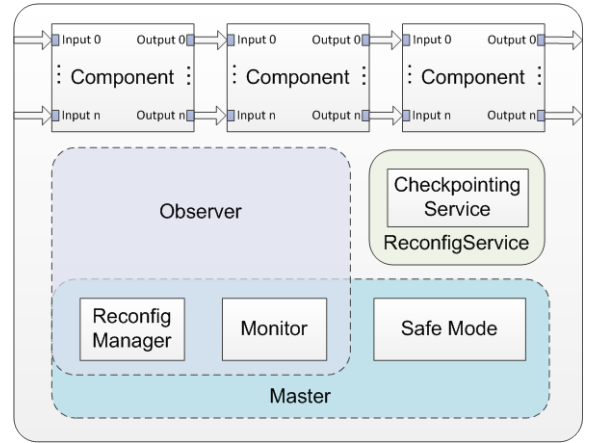 Input 0 Output 0 Input 0 Output 0 Input 0 Output 0
Component Component Component
Input n Output n Input n Output n Input n Output n
Observer
Checkpointing
Service
ReconfigService
Reconfig
Manager
Monitor
Safe Mode
Master